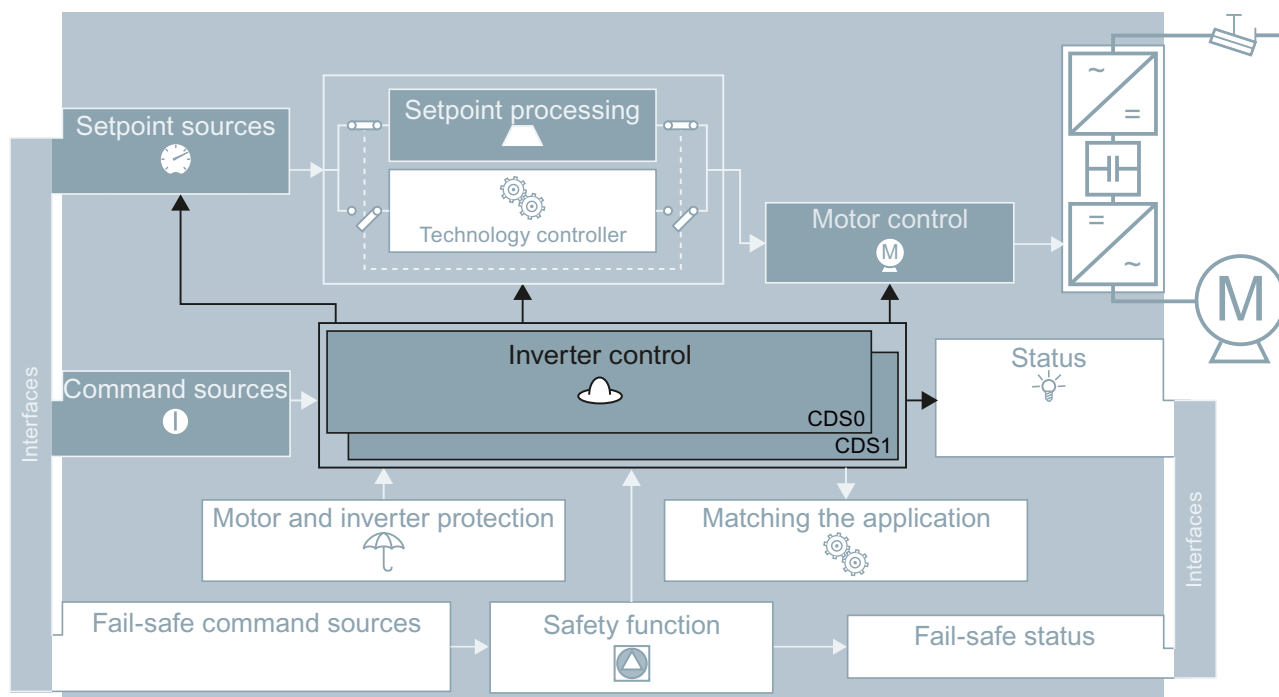 Setpoint sources
Setpoint processing
Technology controller
Motor control
M
~
=
=
~
M
Interfaces
Command sources
Inverter control
CDS0
CDS1
Status
Interfaces
Motor and inverter protection
Matching the application
Fail-safe command sources
Safety function
Fail-safe status